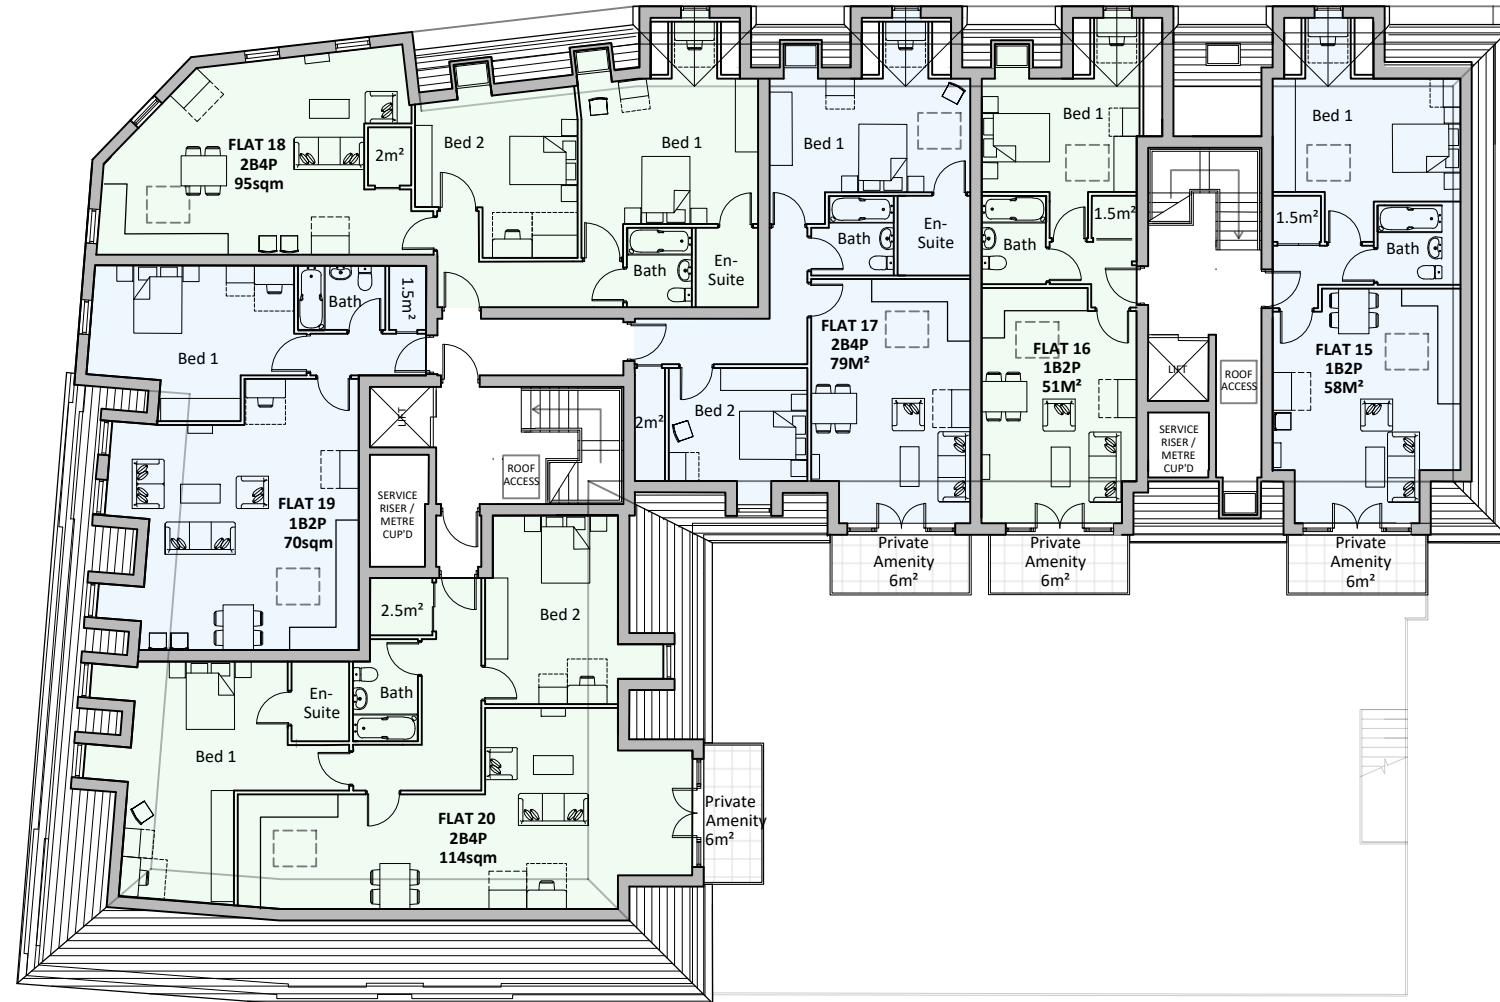 FLAT 18
2B4P
95sqm
2m²
Bed 2
Bed 1
Bath
En-
Suite
Bed 1
Bath
En-
Suite
FLAT 17
2B4P
79M²
Bed 2
2m²
Private
Amenity
6m²
Bed 1
1.5m²
Bath
FLAT 16
1B2P
51M²
Private
Amenity
6m²
LIFT
ROOF
ACCESS
SERVICE
RISER /
METRE
CUP'D
Bed 1
1.5m²
Bath
FLAT 15
1B2P
58M²
Private
Amenity
6m²
Bed 1
Bath
1.5m²
FLAT 19
1B2P
70sqm
LIFT
ROOF
ACCESS
SERVICE
RISER /
METRE
CUP'D
2.5m²
Bed 2
Bath
En-
Suite
Bed 1
FLAT 20
2B4P
114sqm
Private
Amenity
6m²